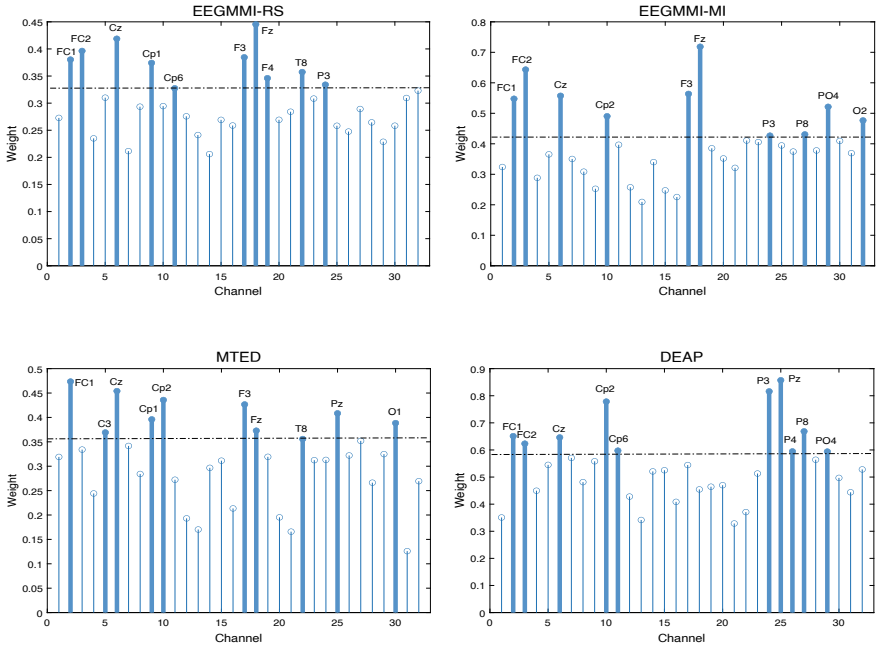 EEGMMI-RS
0.45
0.4
0.35
0.3
0.25
0.2
0.15
0.1
0.05
0
Weight
FC1
FC2
Cz
Cp1
Cp6
F3
Fz
F4
T8
P3
0 5 10 15 20 25 30
Channel
EEGMMI-MI
0.8
0.7
0.6
0.5
0.4
0.3
0.2
0.1
0
Weight
FC1
FC2
Cz
Cp2
F3
Fz
P3
P8
PO4
O2
0 5 10 15 20 25 30
Channel
MTED
0.5
0.45
0.4
0.35
0.3
0.25
0.2
0.15
0.1
0.05
0
Weight
FC1
C3
Cz
Cp1
Cp2
F3
Fz
T8
Pz
O1
0 5 10 15 20 25 30
Channel
DEAP
0.9
0.8
0.7
0.6
0.5
0.4
0.3
0.2
0.1
0
Weight
FC1
FC2
Cz
Cp2
Cp6
P3
Pz
P4
P8
PO4
0 5 10 15 20 25 30
Channel